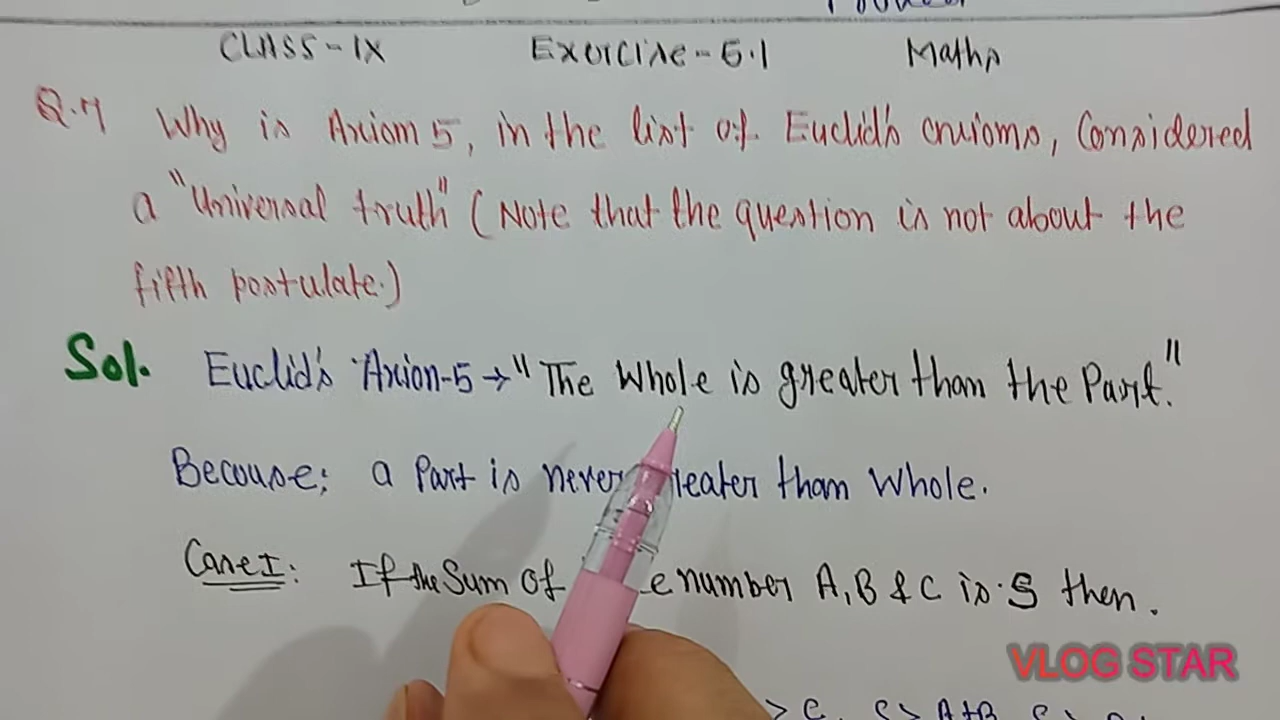 CLASS-IX Exercise-5.1 Maths
Q.7 Why is Axiom 5, in the list of Euclid's axioms, Considered
a "Universal truth" (Note that the question is not about the
fifth postulate.)
Sol. Euclid's Axion-5→"The Whole is greater than the Part."
Because: a Part is never greater than Whole.
Case I: If the Sum of number A, B & C is S then.
> C, S > A+B, S >
VLOG STAR